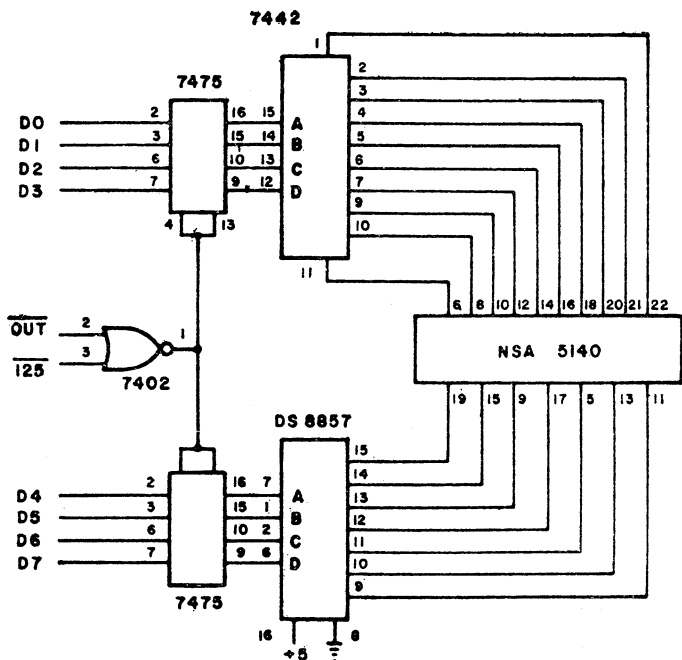 7442
1
7475
2
D0 2 16 15 A 3
D1 3 15 14 B 4
D2 6 10 13 C 5
D3 7 9 12 D 6
7
9
4 13 10
11
6 8 10 12 14 16 18 20 21 22
OUT 2 1
NSA 5140
125 3
7402
19 15 9 17 5 13 11
DS 8857
15
14
D4 2 16 7 A 13
D5 3 15 1 B 12
D6 6 10 2 C 11
D7 7 9 6 D 10
9
7475
16 8
+5